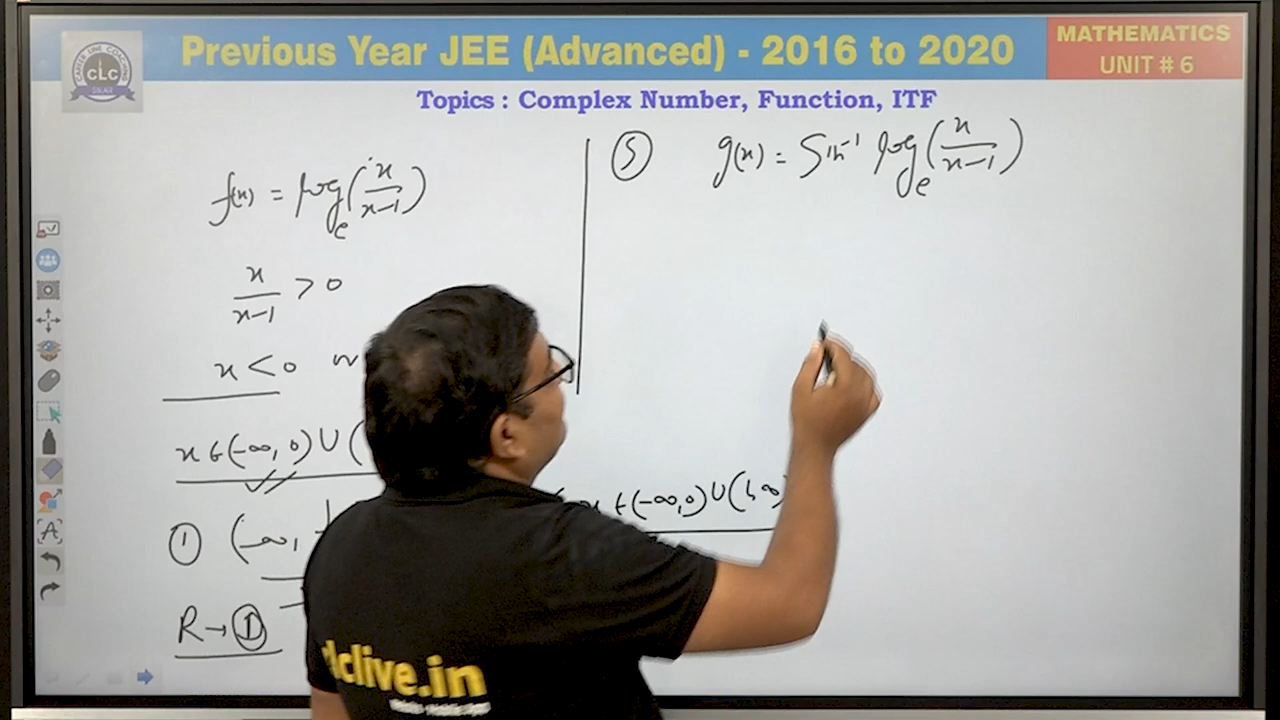 Previous Year JEE (Advanced) - 2016 to 2020
MATHEMATICS
UNIT # 6
CLC
Topics : Complex Number, Function, ITF
f(x) = log_e(x/(x-1))
x/(x-1) > 0
x < 0 or
x ∈ (-∞, 0) ∪ (
① (-∞,
R → ①
⑤ g(x) = Sin⁻¹ log_e(x/(x-1))
x ∈ (-∞, 0) ∪ (1, ∞)
clclive.in